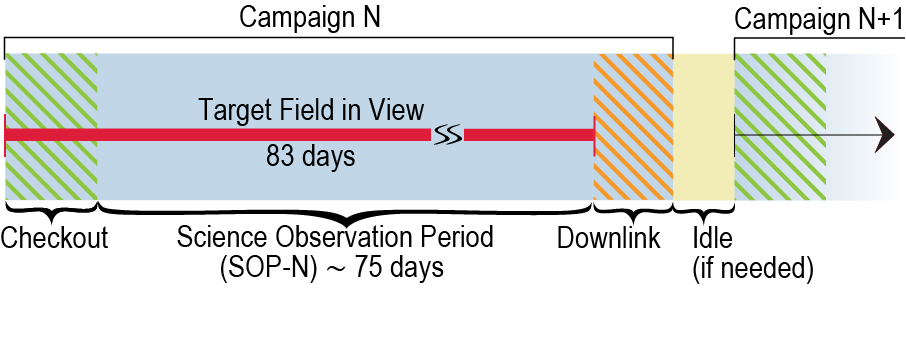 Campaign N
Campaign N+1
Target Field in View
83 days
Checkout
Science Observation Period
(SOP-N) ~ 75 days
Downlink
Idle
(if needed)